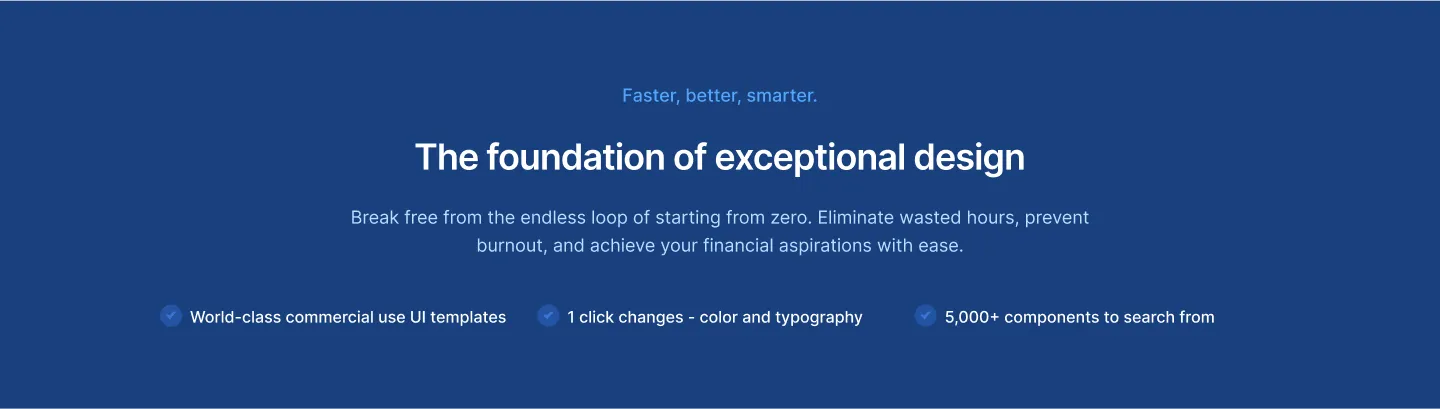 Faster, better, smarter.
The foundation of exceptional design
Break free from the endless loop of starting from zero. Eliminate wasted hours, prevent
burnout, and achieve your financial aspirations with ease.
World-class commercial use UI templates
1 click changes - color and typography
5,000+ components to search from